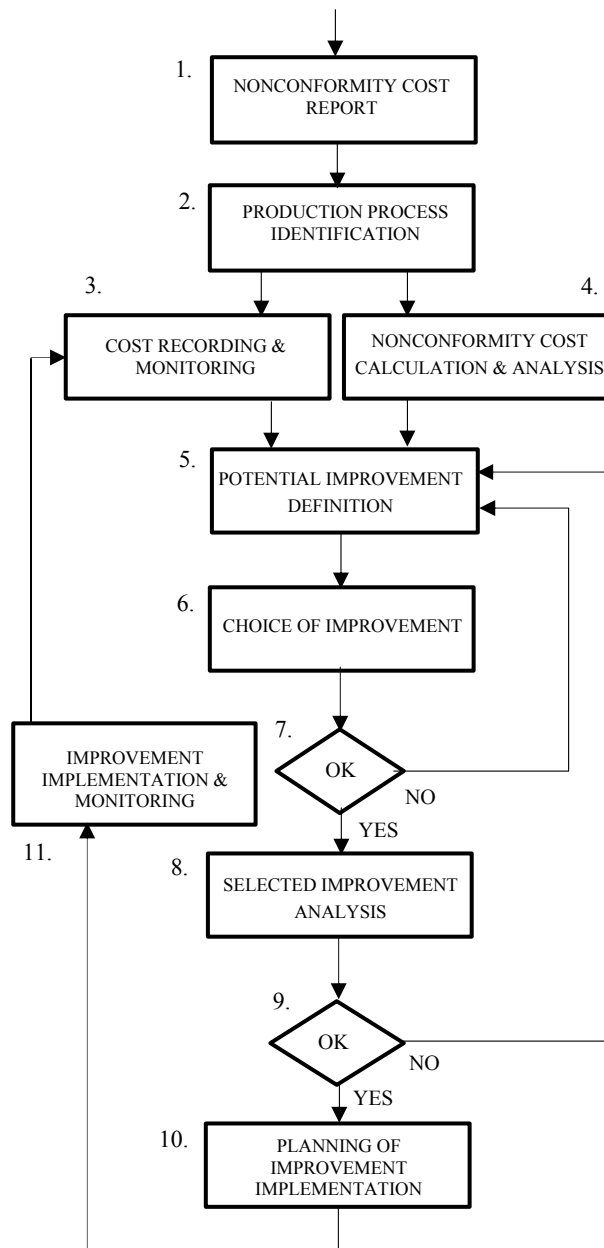 1.
NONCONFORMITY COST
REPORT
2.
PRODUCTION PROCESS
IDENTIFICATION
3.
COST RECORDING &
MONITORING
4.
NONCONFORMITY COST
CALCULATION & ANALYSIS
5.
POTENTIAL IMPROVEMENT
DEFINITION
6.
CHOICE OF IMPROVEMENT
7.
OK
NO
YES
8.
SELECTED IMPROVEMENT
ANALYSIS
9.
OK
NO
YES
10.
PLANNING OF
IMPROVEMENT
IMPLEMENTATION
IMPROVEMENT
IMPLEMENTATION &
MONITORING
11.